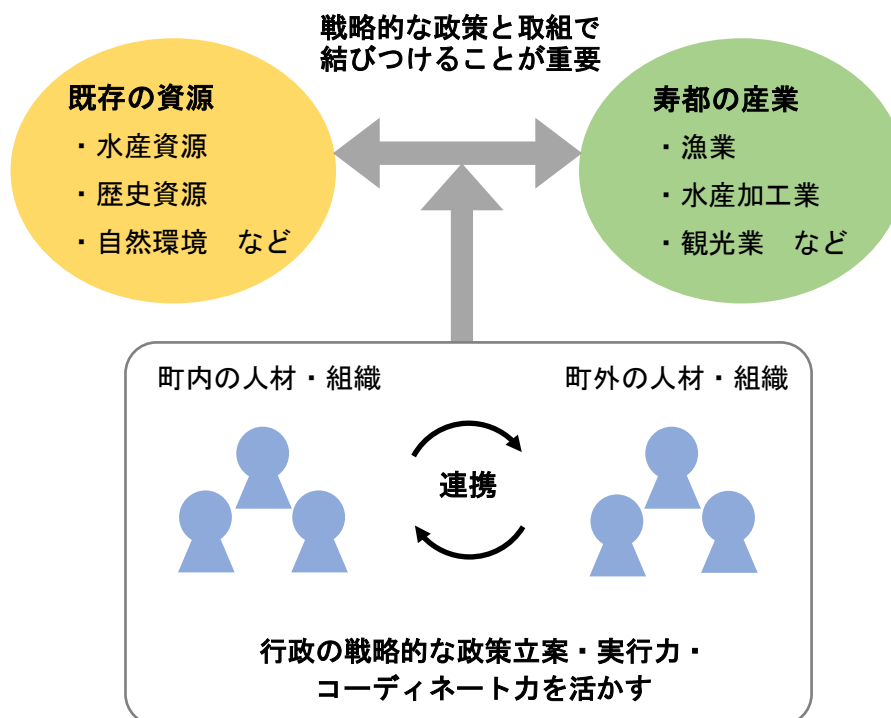 戦略的な政策と取組で
結びつけることが重要
既存の資源
・水産資源
・歴史資源
・自然環境　など
寿都の産業
・漁業
・水産加工業
・観光業　など
町内の人材・組織
町外の人材・組織
連携
行政の戦略的な政策立案・実行力・
コーディネート力を活かす